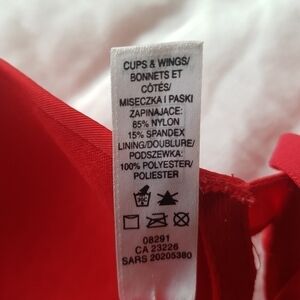 CUPS & WINGS/
BONNETS ET
CÔTÉS/
MISECZKA I PASKI
ZAPINAJĄCE:
85% NYLON
15% SPANDEX
LINING/DOUBLURE/
PODSZEWKA:
100% POLYESTER/
POLIESTER
08291
CA 23226
SARS 20205380